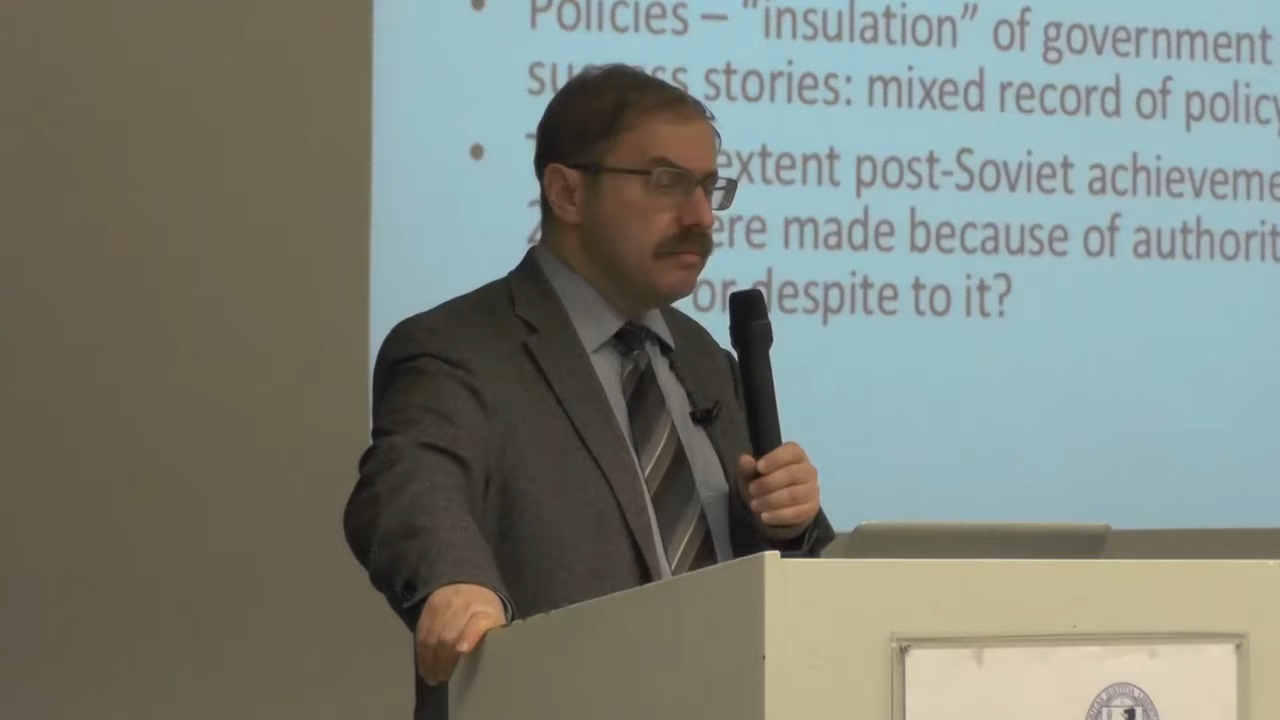 • Policies – “insulation” of government
success stories: mixed record of policy
• extent post-Soviet achieveme
ere made because of authorit
or despite to it?